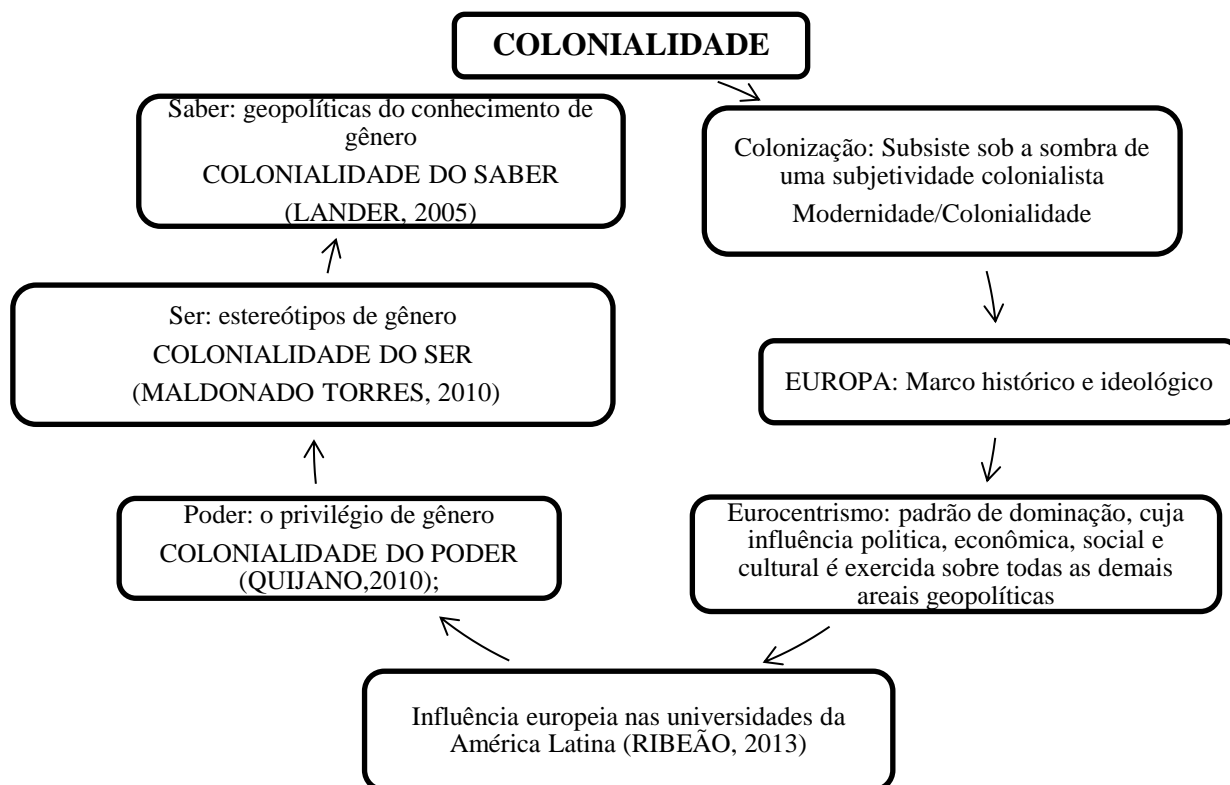 COLONIALIDADE
Colonização: Subsiste sob a sombra de
uma subjetividade colonialista
Modernidade/Colonialidade
EUROPA: Marco histórico e ideológico
Eurocentrismo: padrão de dominação, cuja
influência politica, econômica, social e
cultural é exercida sobre todas as demais
areais geopolíticas
Influência europeia nas universidades da
América Latina (RIBEÃO, 2013)
Poder: o privilégio de gênero
COLONIALIDADE DO PODER
(QUIJANO,2010);
Ser: estereótipos de gênero
COLONIALIDADE DO SER
(MALDONADO TORRES, 2010)
Saber: geopolíticas do conhecimento de
gênero
COLONIALIDADE DO SABER
(LANDER, 2005)